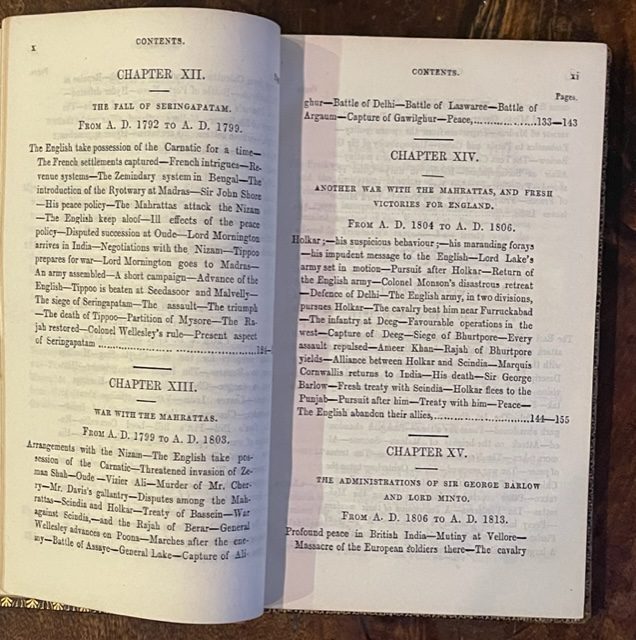 x
CONTENTS.
CHAPTER XII.
THE FALL OF SERINGAPATAM.
FROM A. D. 1792 TO A. D. 1799.
The English take possession of the Carnatic for a time—
The French settlements captured—French intrigues—Re-
venue systems—The Zemindary system in Bengal—The
introduction of the Ryotwary at Madras—Sir John Shore
—His peace policy—The Mahrattas attack the Nizam
—The English keep aloof—Ill effects of the peace
policy—Disputed succession at Oude—Lord Mornington
arrives in India—Negotiations with the Nizam—Tippoo
prepares for war—Lord Mornington goes to Madras—
An army assembled—A short campaign—Advance of the
English—Tippoo is beaten at Seedasoor and Malvelly—
The siege of Seringapatam—The assault—The triumph
—The death of Tippoo—Partition of Mysore—The Ra-
jah restored—Colonel Wellesley's rule—Present aspect
of Seringapatam
CHAPTER XIII.
WAR WITH THE MAHRATTAS.
FROM A. D. 1799 TO A. D. 1803.
Arrangements with the Nizam—The English take pos-
session of the Carnatic—Threatened invasion of Ze-
man Shah—Oude—Vizier Ali—Murder of Mr. Cher-
ry—Mr. Davis's gallantry—Disputes among the Mah-
rattas—Scindia and Holkar—Treaty of Bassein—War
against Scindia,—and the Rajah of Berar—General
Wellesley advances on Poona—Marches after the ene-
my—Battle of Assaye—General Lake—Capture of Ali-
CONTENTS.
xi
Pages.
ghur—Battle of Delhi—Battle of Laswaree—Battle of
Argaum—Capture of Gawilghur—Peace,..................133—143
CHAPTER XIV.
ANOTHER WAR WITH THE MAHRATTAS, AND FRESH
VICTORIES FOR ENGLAND.
FROM A. D. 1804 TO A. D. 1806.
Holkar;—his suspicious behaviour;—his marauding forays
—his impudent message to the English—Lord Lake's
army set in motion—Pursuit after Holkar—Return of
the English army—Colonel Monson's disastrous retreat
—Defence of Delhi—The English army, in two divisions,
pursues Holkar—The cavalry beat him near Furruckabad
—The infantry at Deeg—Favourable operations in the
west—Capture of Deeg—Siege of Bhurtpore—Every
assault repulsed—Ameer Khan—Rajah of Bhurtpore
yields—Alliance between Holkar and Scindia—Marquis
Cornwallis returns to India—His death—Sir George
Barlow—Fresh treaty with Scindia—Holkar flees to the
Punjab—Pursuit after him—Treaty with him—Peace—
The English abandon their allies,...........................144—155
CHAPTER XV.
THE ADMINISTRATIONS OF SIR GEORGE BARLOW
AND LORD MINTO.
FROM A. D. 1806 TO A. D. 1813.
Profound peace in British India—Mutiny at Vellore—
Massacre of the European soldiers there—The cavalry